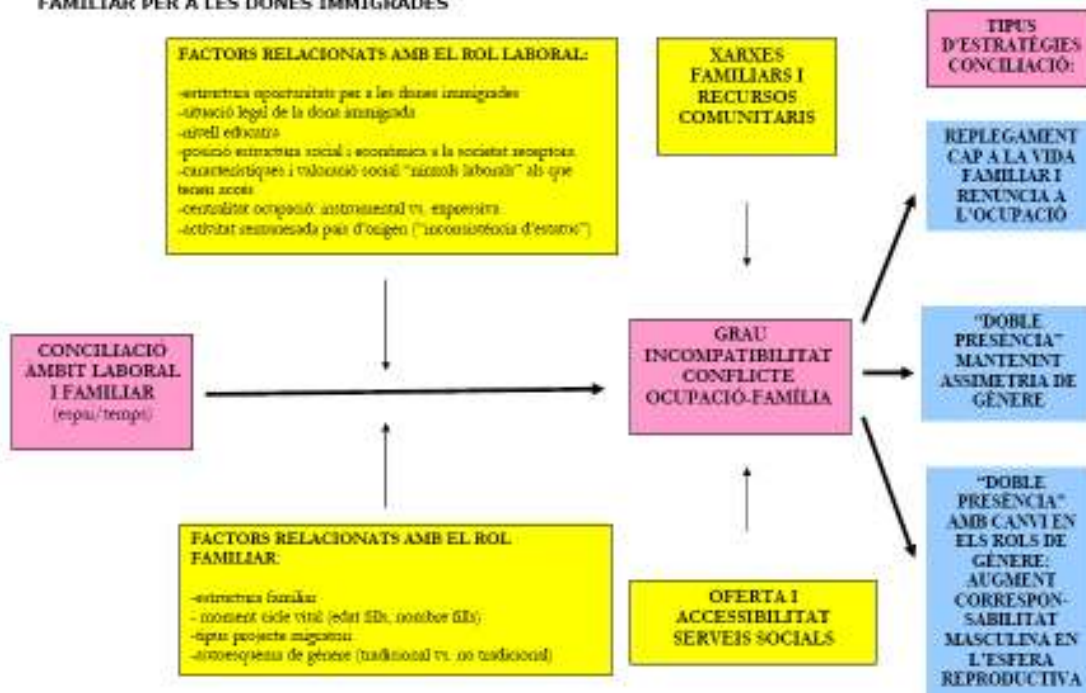 FAMILIAR PER A LES DONES IMMIGRADES
FACTORS RELACIONATS AMB EL ROL LABORAL:
-estructura oportunitats per a les dones immigrades
-situació legal de la dona immigrada
-nivell educatiu
-posició estructura social i econòmica a la societat receptora
-característiques i valoració social "nínxols laborals" als que
tenen accés
-centralitat ocupació: instrumental vs. expressiva
-activitat remunerada país d'origen ("inconsistència d'estatus")
XARXES
FAMILIARS I
RECURSOS
COMUNITARIS
TIPUS
D'ESTRATÈGIES
CONCILIACIÓ:
REPLEGAMENT
CAP A LA VIDA
FAMILIAR I
RENÚNCIA A
L'OCUPACIÓ
CONCILIACIÓ
ÀMBIT LABORAL
I FAMILIAR
(espai/temps)
GRAU
INCOMPATIBILITAT
CONFLICTE
OCUPACIÓ-FAMÍLIA
"DOBLE
PRESÈNCIA"
MANTENINT
ASSIMETRIA DE
GÈNERE
FACTORS RELACIONATS AMB EL ROL
FAMILIAR:
-estructura familiar
- moment cicle vital (edat fills, nombre fills)
-tipus projecte migratori
-autoesquema de gènere (tradicional vs. no tradicional)
OFERTA I
ACCESSIBILITAT
SERVEIS SOCIALS
"DOBLE
PRESÈNCIA"
AMB CANVI EN
ELS ROLS DE
GÈNERE:
AUGMENT
CORRESPON-
SABILITAT
MASCULINA EN
L'ESFERA
REPRODUCTIVA